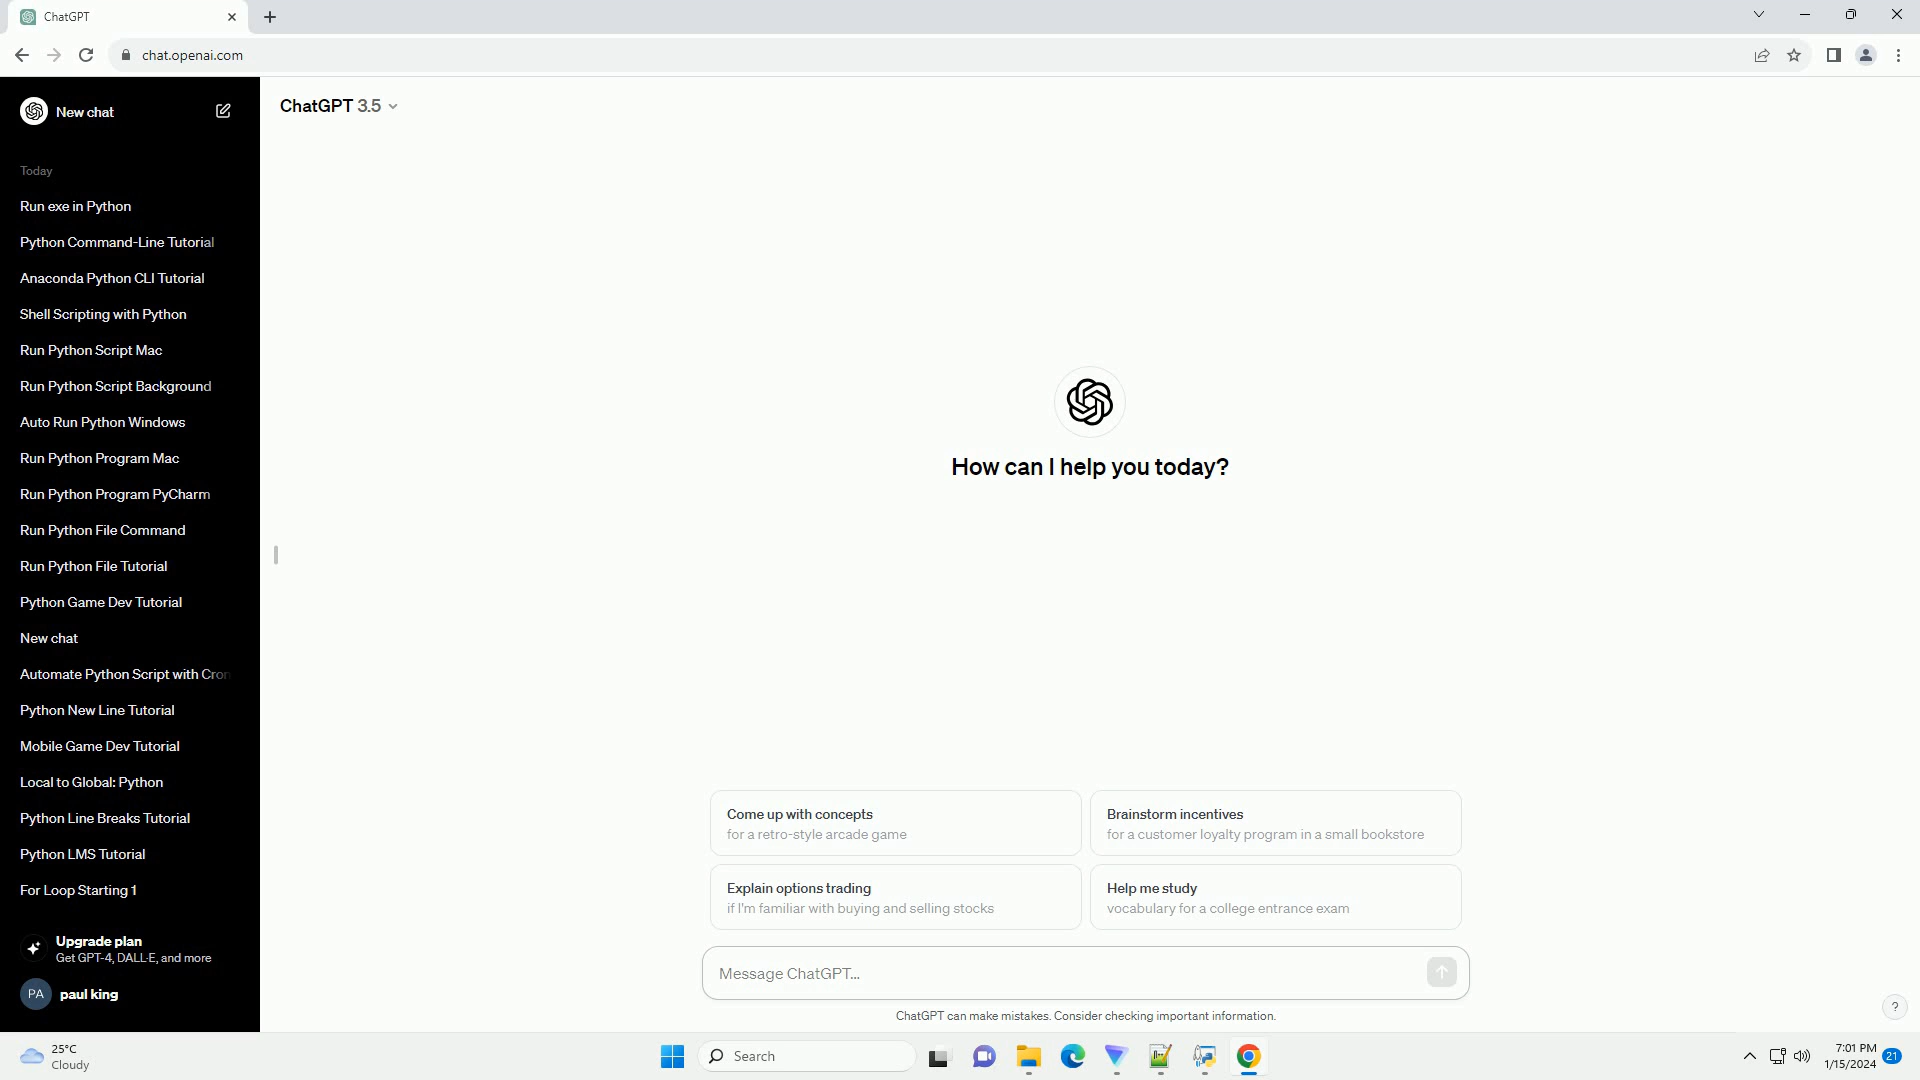 ChatGPT
chat.openai.com
New chat
Today
Run exe in Python
Python Command-Line Tutorial
Anaconda Python CLI Tutorial
Shell Scripting with Python
Run Python Script Mac
Run Python Script Background
Auto Run Python Windows
Run Python Program Mac
Run Python Program PyCharm
Run Python File Command
Run Python File Tutorial
Python Game Dev Tutorial
New chat
Automate Python Script with Cron
Python New Line Tutorial
Mobile Game Dev Tutorial
Local to Global: Python
Python Line Breaks Tutorial
Python LMS Tutorial
For Loop Starting 1
Upgrade plan
Get GPT-4, DALL·E, and more
PA paul king
ChatGPT 3.5
How can I help you today?
Come up with concepts
for a retro-style arcade game
Brainstorm incentives
for a customer loyalty program in a small bookstore
Explain options trading
if I'm familiar with buying and selling stocks
Help me study
vocabulary for a college entrance exam
Message ChatGPT...
ChatGPT can make mistakes. Consider checking important information.
?
25°C
Cloudy
Search
7:01 PM
1/15/2024
21